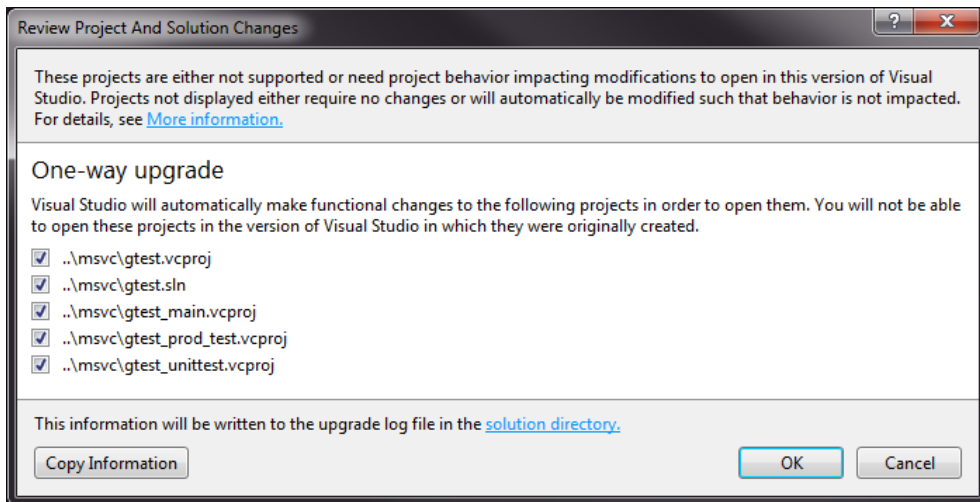 Review Project And Solution Changes
These projects are either not supported or need project behavior impacting modifications to open in this version of Visual
Studio. Projects not displayed either require no changes or will automatically be modified such that behavior is not impacted.
For details, see More information.
One-way upgrade
Visual Studio will automatically make functional changes to the following projects in order to open them. You will not be able
to open these projects in the version of Visual Studio in which they were originally created.
..\msvc\gtest.vcproj
..\msvc\gtest.sln
..\msvc\gtest_main.vcproj
..\msvc\gtest_prod_test.vcproj
..\msvc\gtest_unittest.vcproj
This information will be written to the upgrade log file in the solution directory.
Copy Information OK Cancel